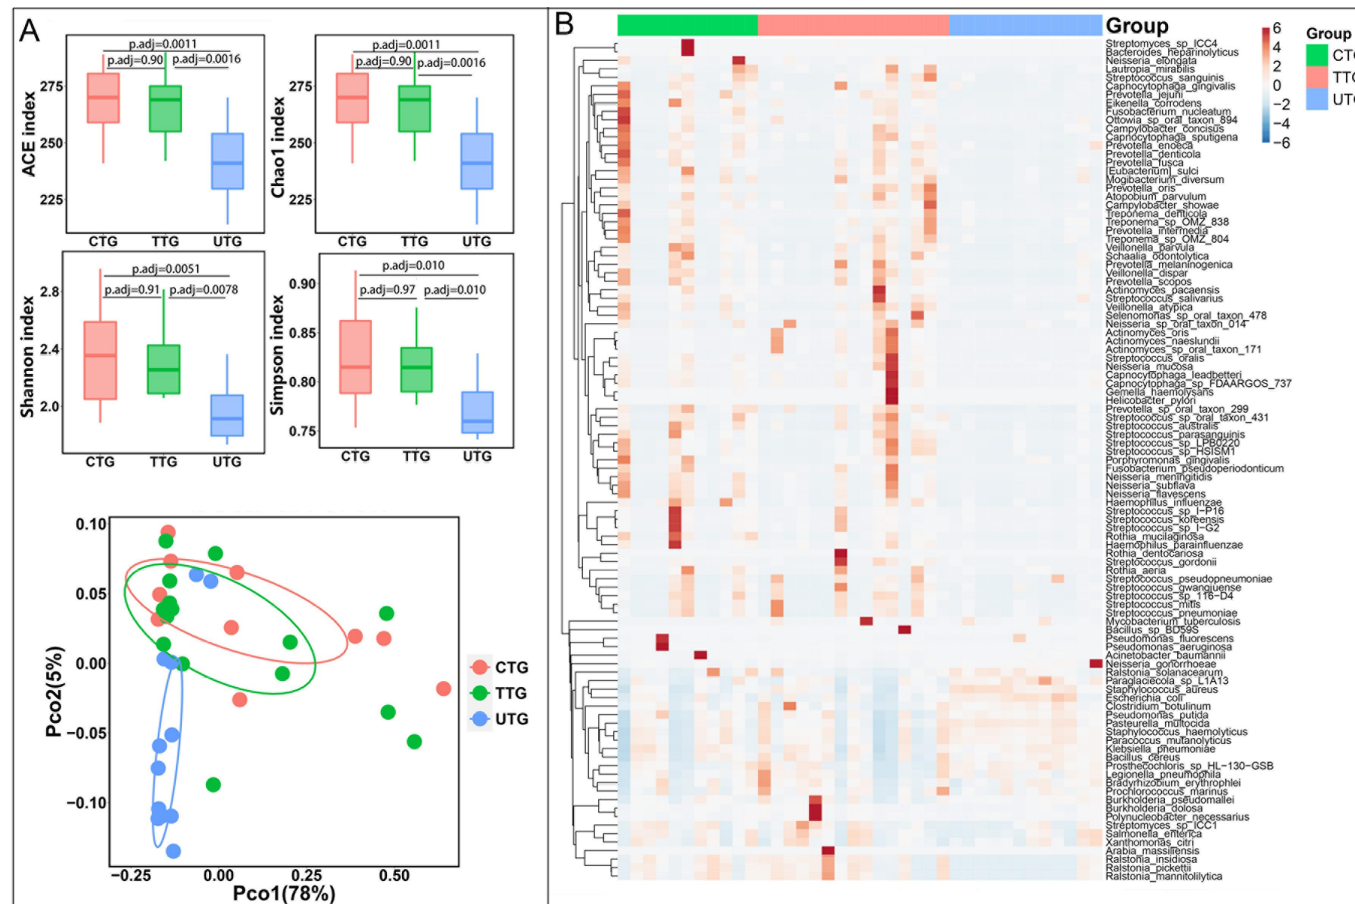 A
p.adj=0.0011
p.adj=0.90 p.adj=0.0016
ACE index
275
250
225
CTG TTG UTG
p.adj=0.0011
p.adj=0.90 p.adj=0.0016
Chao1 index
275
250
225
CTG TTG UTG
p.adj=0.0051
p.adj=0.91 p.adj=0.0078
Shannon index
2.8
2.4
2.0
CTG TTG UTG
p.adj=0.010
p.adj=0.97 p.adj=0.010
Simpson index
0.90
0.85
0.80
0.75
CTG TTG UTG
Pco2(5%)
0.10
0.05
0.00
−0.05
−0.10
−0.25 0.00 0.25 0.50
Pco1(78%)
CTG
TTG
UTG
B
Group
Streptomyces_sp_ICC4
Bacteroides_heparinolyticus
Neisseria_elongata
Lautropia_mirabilis
Streptococcus_sanguinis
Capnocytophaga_gingivalis
Prevotella_jejuni
Eikenella_corrodens
Fusobacterium_nucleatum
Ottowia_sp_oral_taxon_894
Campylobacter_concisus
Capnocytophaga_sputigena
Prevotella_enoeca
Prevotella_denticola
Prevotella_fusca
[Eubacterium]_sulci
Mogibacterium_diversum
Prevotella_oris
Atopobium_parvulum
Campylobacter_showae
Treponema_denticola
Treponema_sp_OMZ_838
Prevotella_intermedia
Treponema_sp_OMZ_804
Veillonella_parvula
Schaalia_odontolytica
Prevotella_melaninogenica
Veillonella_dispar
Prevotella_scopos
Actinomyces_pacaensis
Streptococcus_salivarius
Veillonella_atypica
Selenomonas_sp_oral_taxon_478
Neisseria_sp_oral_taxon_014
Actinomyces_oris
Actinomyces_naeslundii
Actinomyces_sp_oral_taxon_171
Streptococcus_oralis
Neisseria_mucosa
Capnocytophaga_leadbetteri
Capnocytophaga_sp_FDAARGOS_737
Gemella_haemolysans
Helicobacter_pylori
Prevotella_sp_oral_taxon_299
Streptococcus_sp_oral_taxon_431
Streptococcus_australis
Streptococcus_parasanguinis
Streptococcus_sp_LPB0220
Streptococcus_sp_HSISM1
Porphyromonas_gingivalis
Fusobacterium_pseudoperiodonticum
Neisseria_meningitidis
Neisseria_subflava
Neisseria_flavescens
Haemophilus_influenzae
Streptococcus_sp_I−P16
Streptococcus_koreensis
Streptococcus_sp_I−G2
Rothia_mucilaginosa
Haemophilus_parainfluenzae
Rothia_dentocariosa
Streptococcus_gordonii
Rothia_aeria
Streptococcus_pseudopneumoniae
Streptococcus_gwangjuense
Streptococcus_sp_116−D4
Streptococcus_mitis
Streptococcus_pneumoniae
Mycobacterium_tuberculosis
Bacillus_sp_BD59S
Pseudomonas_fluorescens
Pseudomonas_aeruginosa
Acinetobacter_baumannii
Neisseria_gonorrhoeae
Ralstonia_solanacearum
Paraglaciecola_sp_L1A13
Staphylococcus_aureus
Escherichia_coli
Clostridium_botulinum
Pseudomonas_putida
Pasteurella_multocida
Staphylococcus_haemolyticus
Paracoccus_mutanolyticus
Klebsiella_pneumoniae
Bacillus_cereus
Prosthecochloris_sp_HL−130−GSB
Legionella_pneumophila
Bradyrhizobium_erythrophlei
Prochlorococcus_marinus
Burkholderia_pseudomallei
Burkholderia_dolosa
Polynucleobacter_necessarius
Streptomyces_sp_ICC1
Salmonella_enterica
Xanthomonas_citri
Arabia_massiliensis
Ralstonia_insidiosa
Ralstonia_pickettii
Ralstonia_mannitolilytica
6
4
2
0
−2
−4
−6
Group
CTG
TTG
UTG